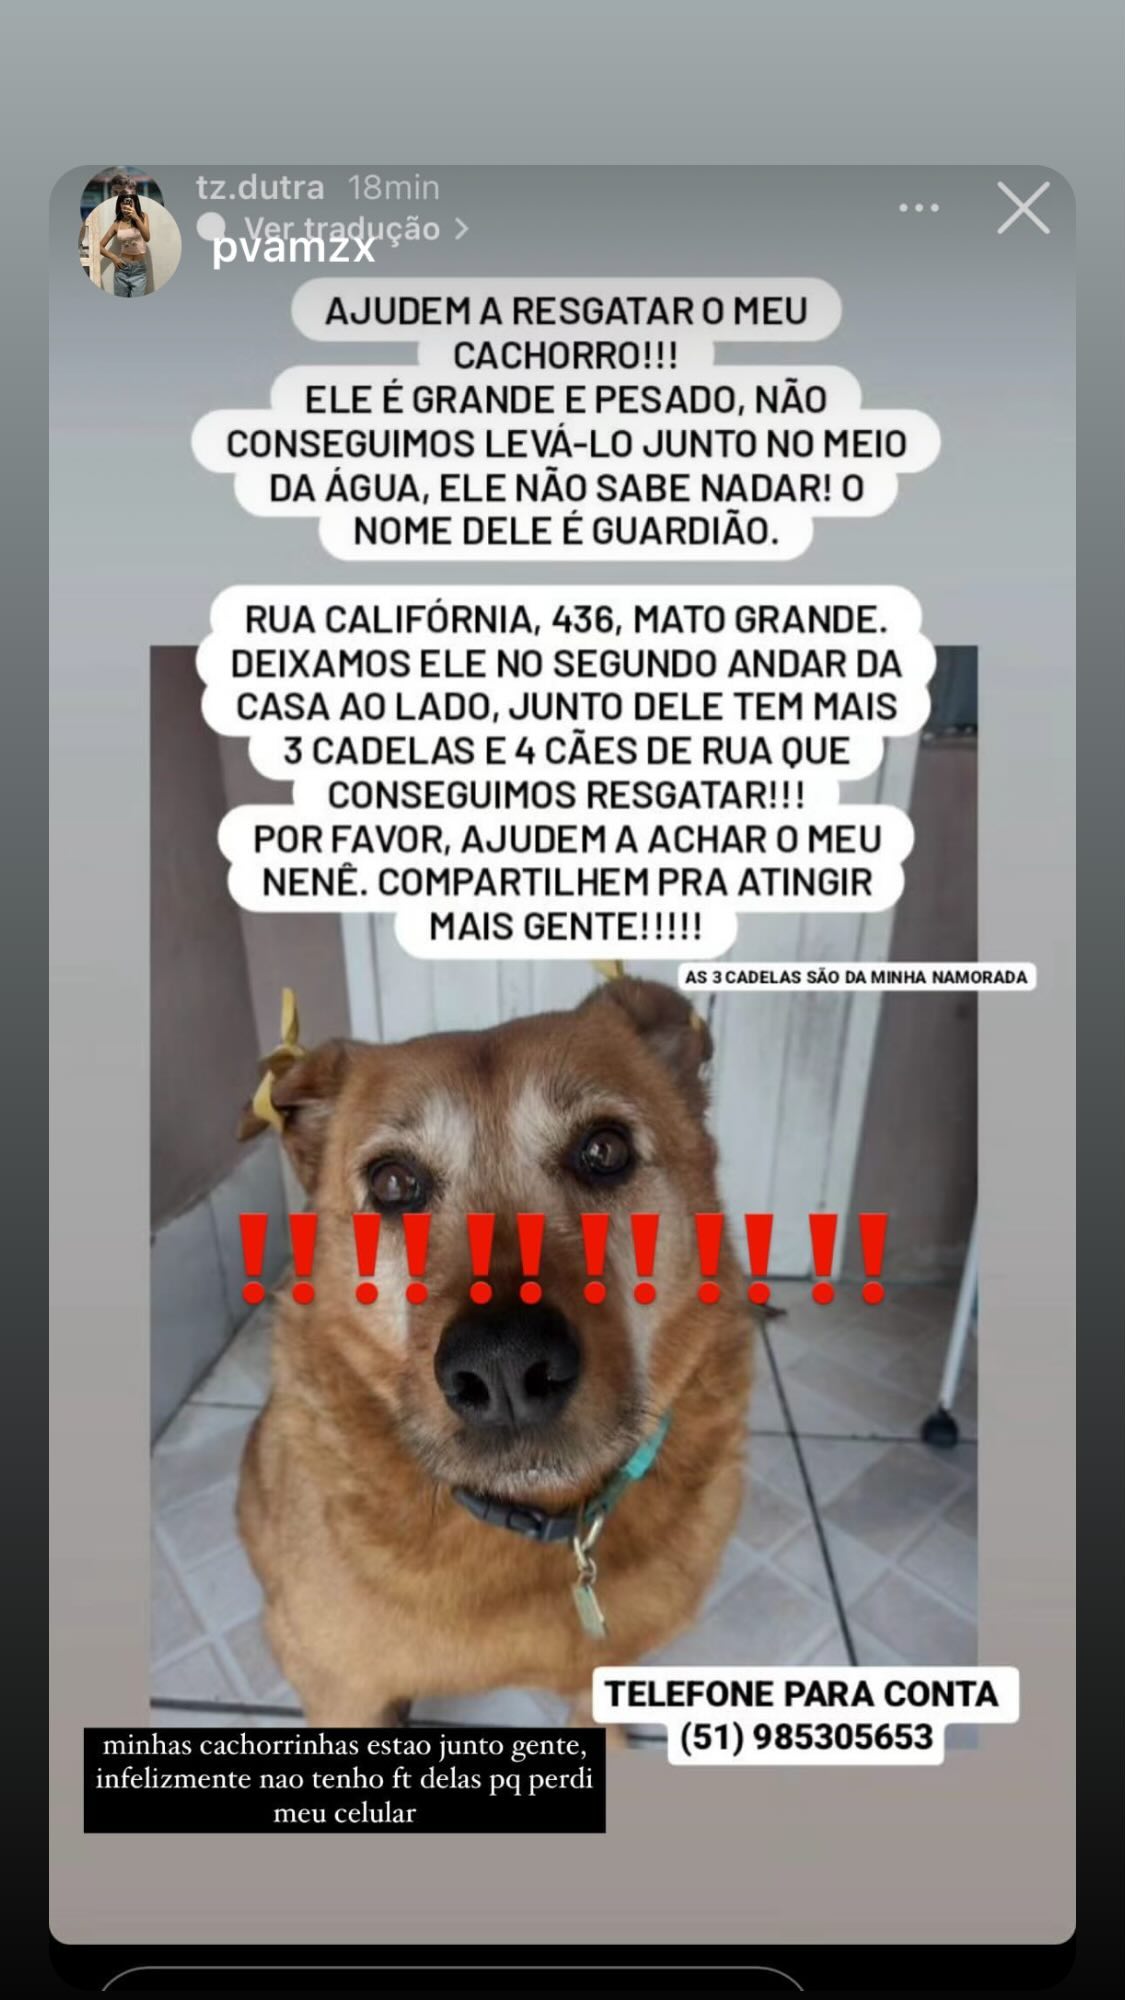 tz.dutra 18min
Ver tradução >
pvamzx
AJUDEM A RESGATAR O MEU
CACHORRO!!!
ELE É GRANDE E PESADO, NÃO
CONSEGUIMOS LEVÁ-LO JUNTO NO MEIO
DA ÁGUA, ELE NÃO SABE NADAR! O
NOME DELE É GUARDIÃO.
RUA CALIFÓRNIA, 436, MATO GRANDE.
DEIXAMOS ELE NO SEGUNDO ANDAR DA
CASA AO LADO, JUNTO DELE TEM MAIS
3 CADELAS E 4 CÃES DE RUA QUE
CONSEGUIMOS RESGATAR!!!
POR FAVOR, AJUDEM A ACHAR O MEU
NENÊ. COMPARTILHEM PRA ATINGIR
MAIS GENTE!!!!!
AS 3 CADELAS SÃO DA MINHA NAMORADA
‼️‼️‼️‼️‼️‼️
TELEFONE PARA CONTA
(51) 985305653
minhas cachorrinhas estao junto gente,
infelizmente nao tenho ft delas pq perdi
meu celular